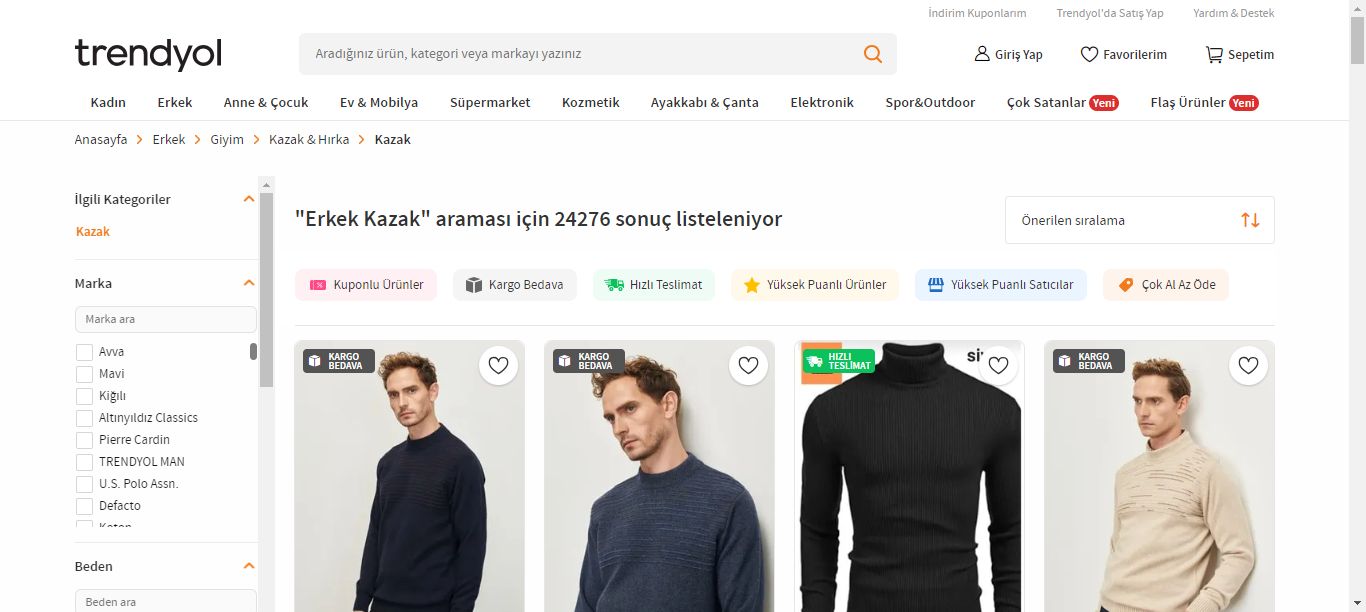 İndirim Kuponlarım Trendyol'da Satış Yap Yardım & Destek
trendyol
Aradığınız ürün, kategori veya markayı yazınız
Giriş Yap Favorilerim Sepetim
Kadın Erkek Anne & Çocuk Ev & Mobilya Süpermarket Kozmetik Ayakkabı & Çanta Elektronik Spor&Outdoor Çok Satanlar Yeni Flaş Ürünler Yeni
Anasayfa > Erkek > Giyim > Kazak & Hırka > Kazak
İlgili Kategoriler
Kazak
Marka
Marka ara
Avva
Mavi
Kiğılı
Altınyıldız Classics
Pierre Cardin
TRENDYOL MAN
U.S. Polo Assn.
Defacto
Koton
Beden
Beden ara
"Erkek Kazak" araması için 24276 sonuç listeleniyor
Önerilen sıralama
Kuponlu Ürünler Kargo Bedava Hızlı Teslimat Yüksek Puanlı Ürünler Yüksek Puanlı Satıcılar Çok Al Az Öde
KARGO
BEDAVA
KARGO
BEDAVA
HIZLI
TESLİMAT
KARGO
BEDAVA